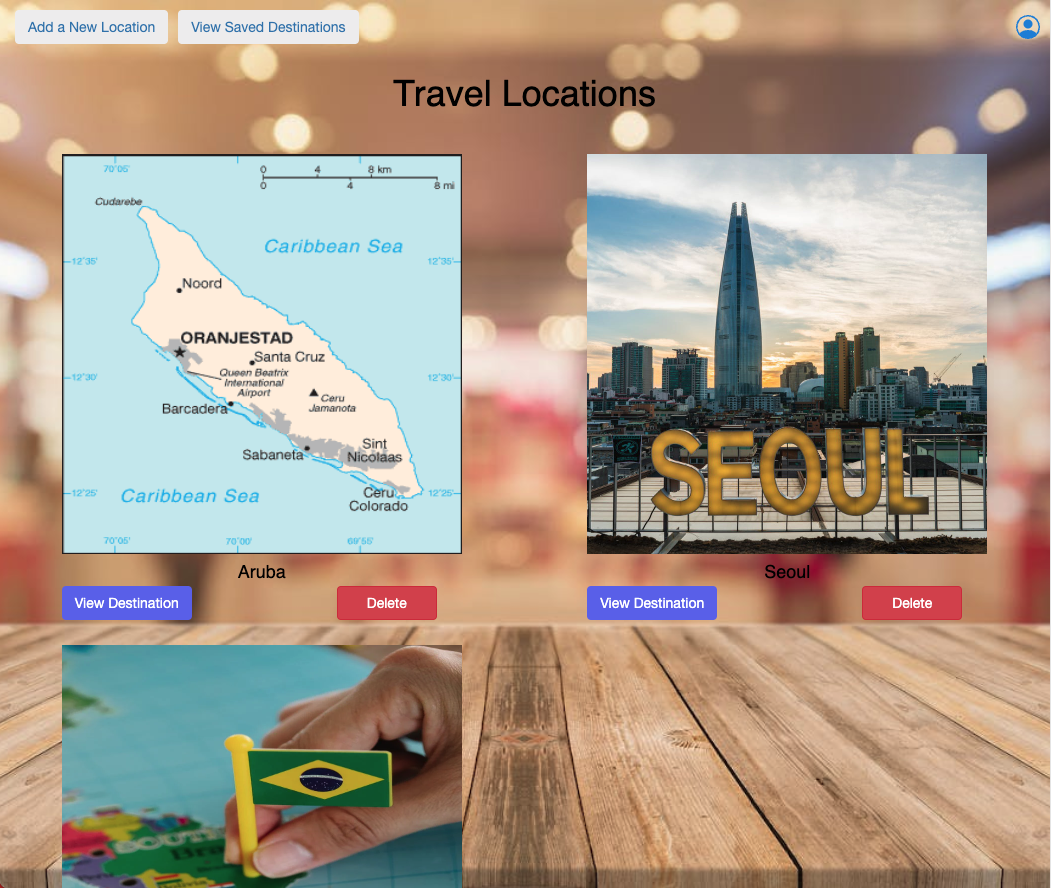 Add a New Location
View Saved Destinations
Travel Locations
70°05'
0 4 8 km
0 4 8 mi
Cudarebe
Caribbean Sea
12°35' 12°35'
Noord
ORANJESTAD
Santa Cruz
Queen Beatrix
International
Airport
12°30' 12°30'
Ceru
Jamanota
Barcadera
Sabaneta
Sint
Nicolaas
Caribbean Sea
12°25' 12°25'
Ceru
Colorado
70°05' 70°00' 69°55'
SEOUL
Aruba
Seoul
View Destination
Delete
View Destination
Delete
SOUTH